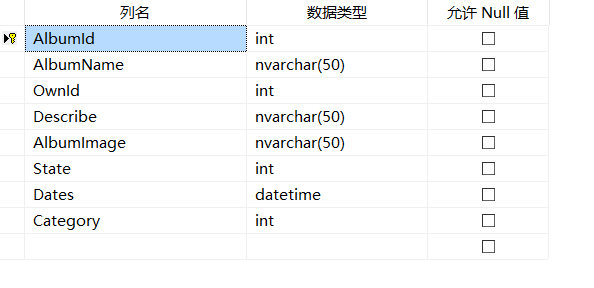 列名 数据类型 允许 Null 值
AlbumId int
AlbumName nvarchar(50)
OwnId int
Describe nvarchar(50)
AlbumImage nvarchar(50)
State int
Dates datetime
Category int